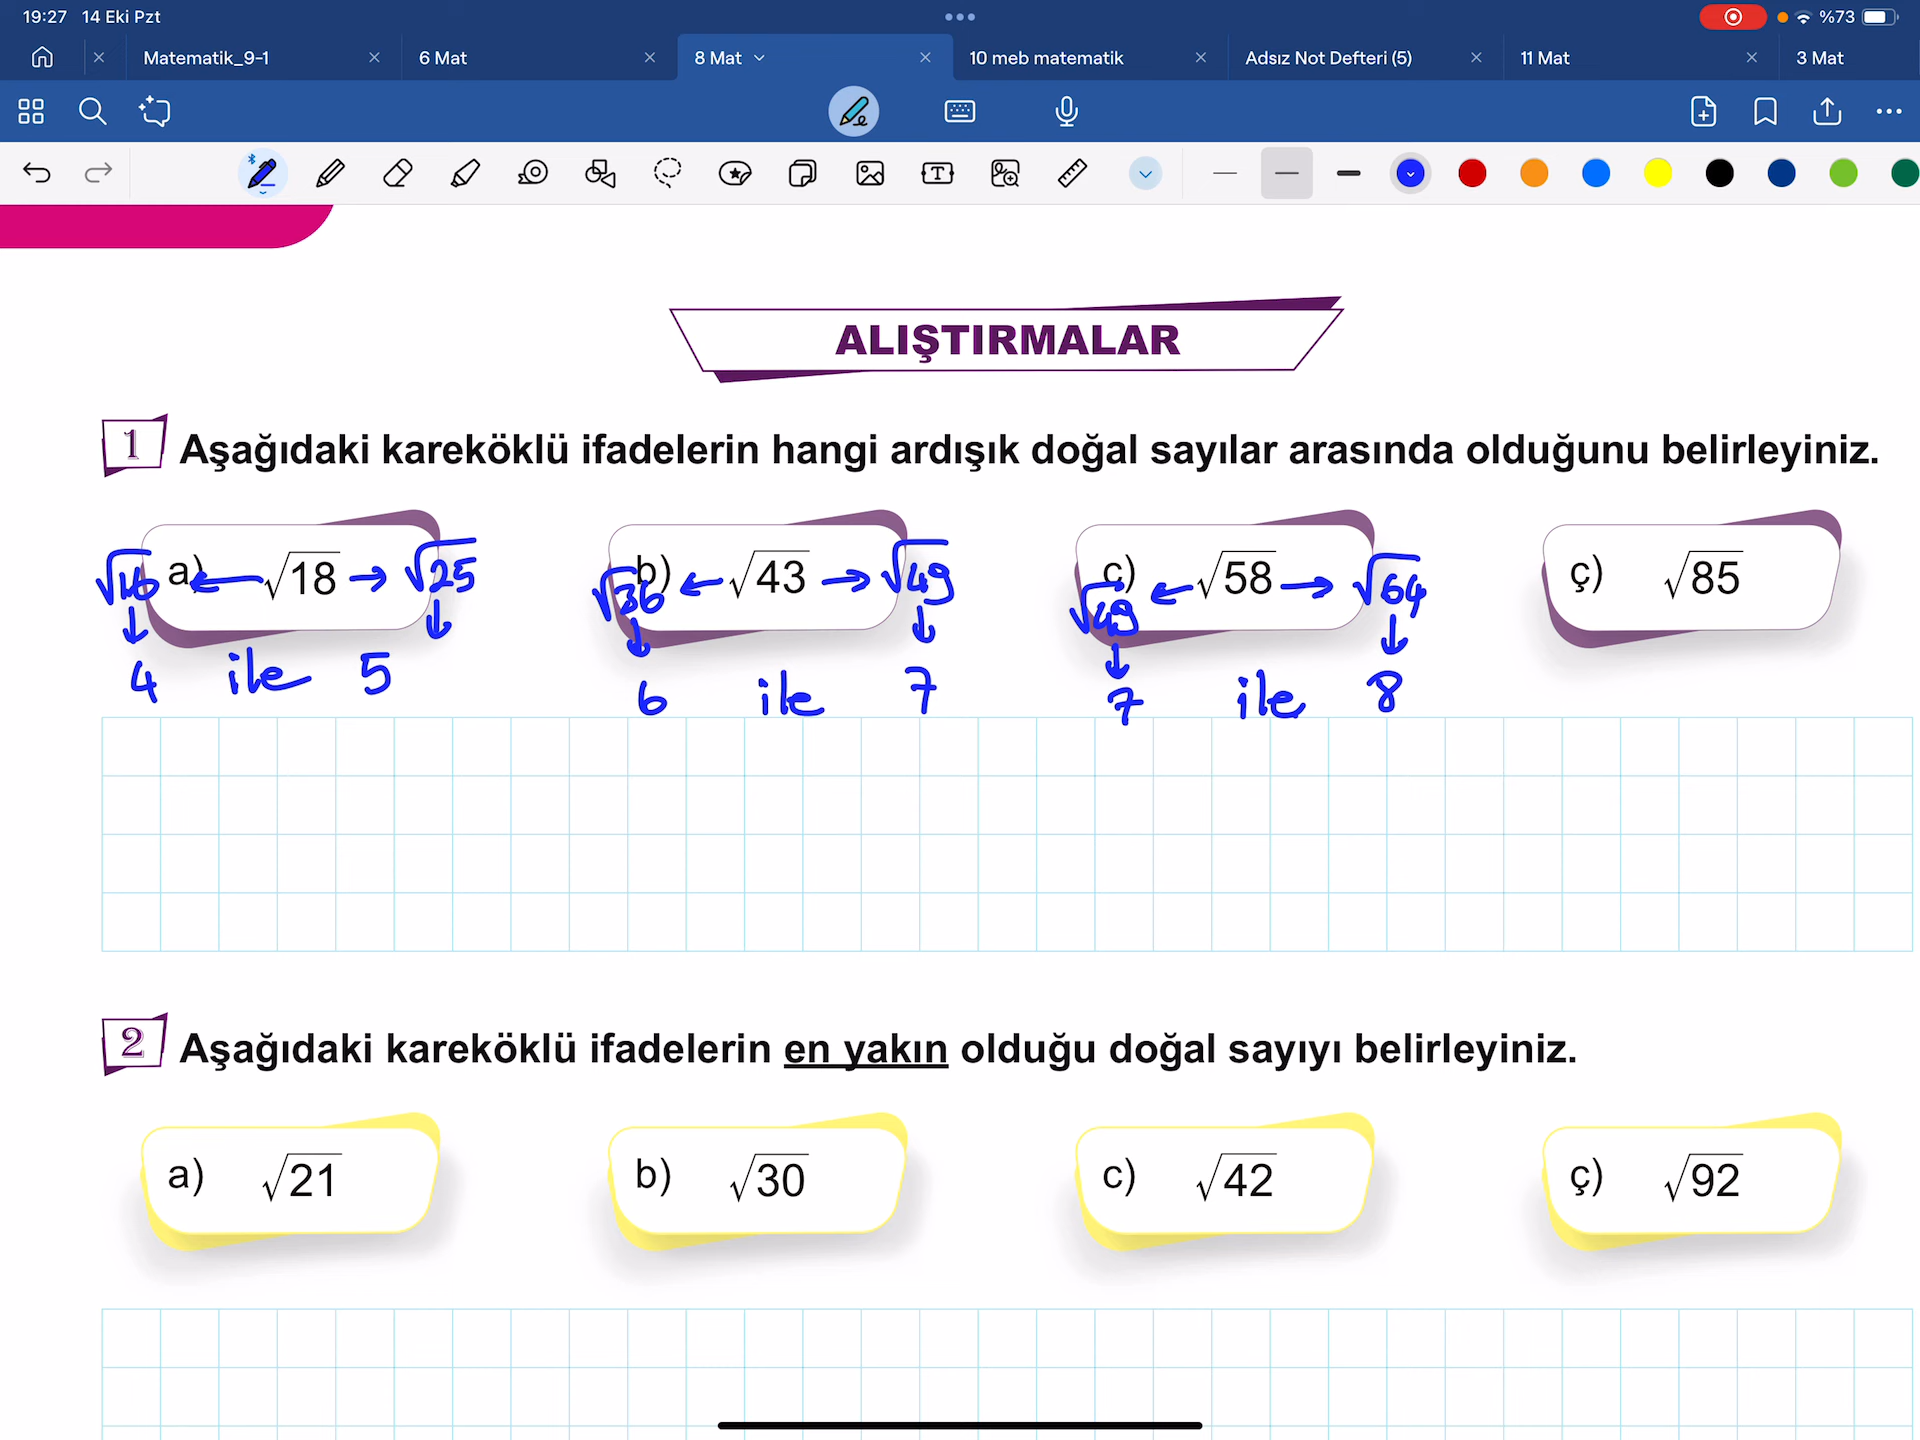 19:27 14 Eki Pzt
%73
Matematik_9-1
6 Mat
8 Mat
10 meb matematik
Adsız Not Defteri (5)
11 Mat
3 Mat
ALIŞTIRMALAR
1 Aşağıdaki kareköklü ifadelerin hangi ardışık doğal sayılar arasında olduğunu belirleyiniz.
√16 a) ← √18 → √25
↓ ↓
4 ile 5
√36 b) ← √43 → √49
↓ ↓
6 ile 7
√49 c) ← √58 → √64
↓ ↓
7 ile 8
ç) √85
2 Aşağıdaki kareköklü ifadelerin en yakın olduğu doğal sayıyı belirleyiniz.
a) √21
b) √30
c) √42
ç) √92